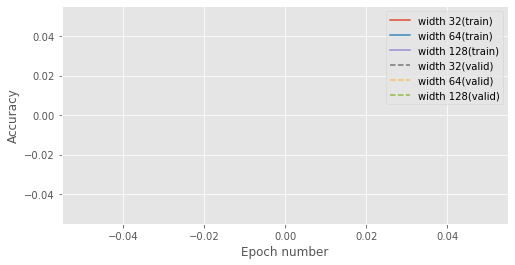 width 32(train)
width 64(train)
width 128(train)
width 32(valid)
width 64(valid)
width 128(valid)
0.04
0.02
0.00
−0.02
−0.04
Accuracy
−0.04 −0.02 0.00 0.02 0.04
Epoch number